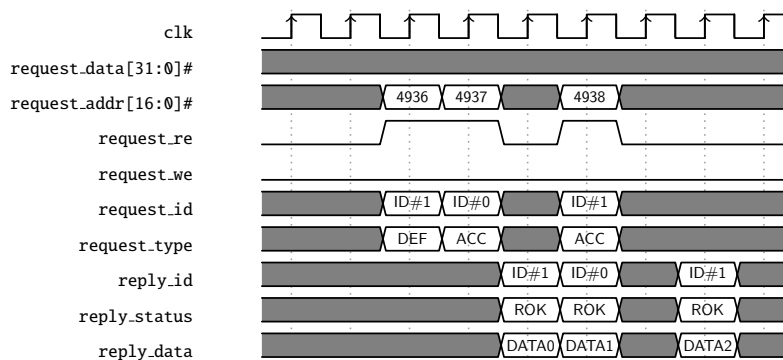 clk
request_data[31:0]#
request_addr[16:0]# 4936 4937 4938
request_re
request_we
request_id ID#1 ID#0 ID#1
request_type DEF ACC ACC
reply_id ID#1 ID#0 ID#1
reply_status ROK ROK ROK
reply_data DATA0 DATA1 DATA2